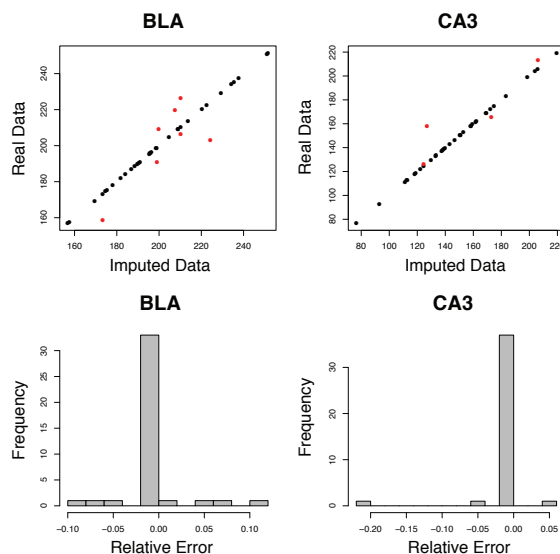 BLA
CA3
Real Data
160 180 200 220 240
160 180 200 220 240
Imputed Data
Real Data
80 100 120 140 160 180 200 220
80 100 120 140 160 180 200 220
Imputed Data
BLA
CA3
Frequency
0 5 10 20 30
-0.10 -0.05 0.00 0.05 0.10
Relative Error
Frequency
0 5 10 20 30
-0.20 -0.15 -0.10 -0.05 0.00 0.05
Relative Error